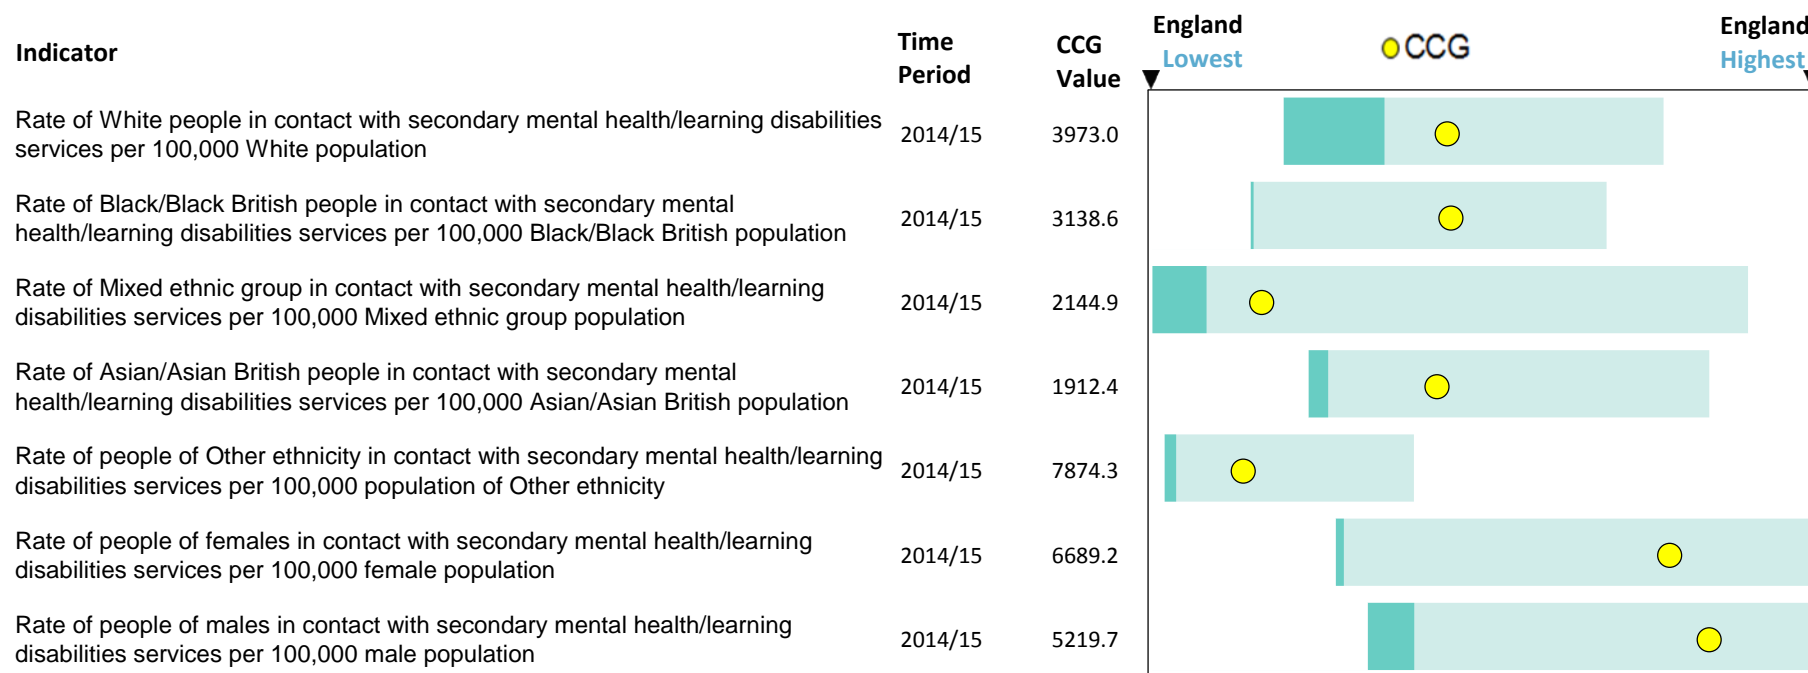 Indicator
Time
Period
CCG
Value
England
Lowest
CCG
England
Highest
Rate of White people in contact with secondary mental health/learning disabilities
services per 100,000 White population
2014/15
3973.0
Rate of Black/Black British people in contact with secondary mental
health/learning disabilities services per 100,000 Black/Black British population
2014/15
3138.6
Rate of Mixed ethnic group in contact with secondary mental health/learning
disabilities services per 100,000 Mixed ethnic group population
2014/15
2144.9
Rate of Asian/Asian British people in contact with secondary mental
health/learning disabilities services per 100,000 Asian/Asian British population
2014/15
1912.4
Rate of people of Other ethnicity in contact with secondary mental health/learning
disabilities services per 100,000 population of Other ethnicity
2014/15
7874.3
Rate of people of females in contact with secondary mental health/learning
disabilities services per 100,000 female population
2014/15
6689.2
Rate of people of males in contact with secondary mental health/learning
disabilities services per 100,000 male population
2014/15
5219.7